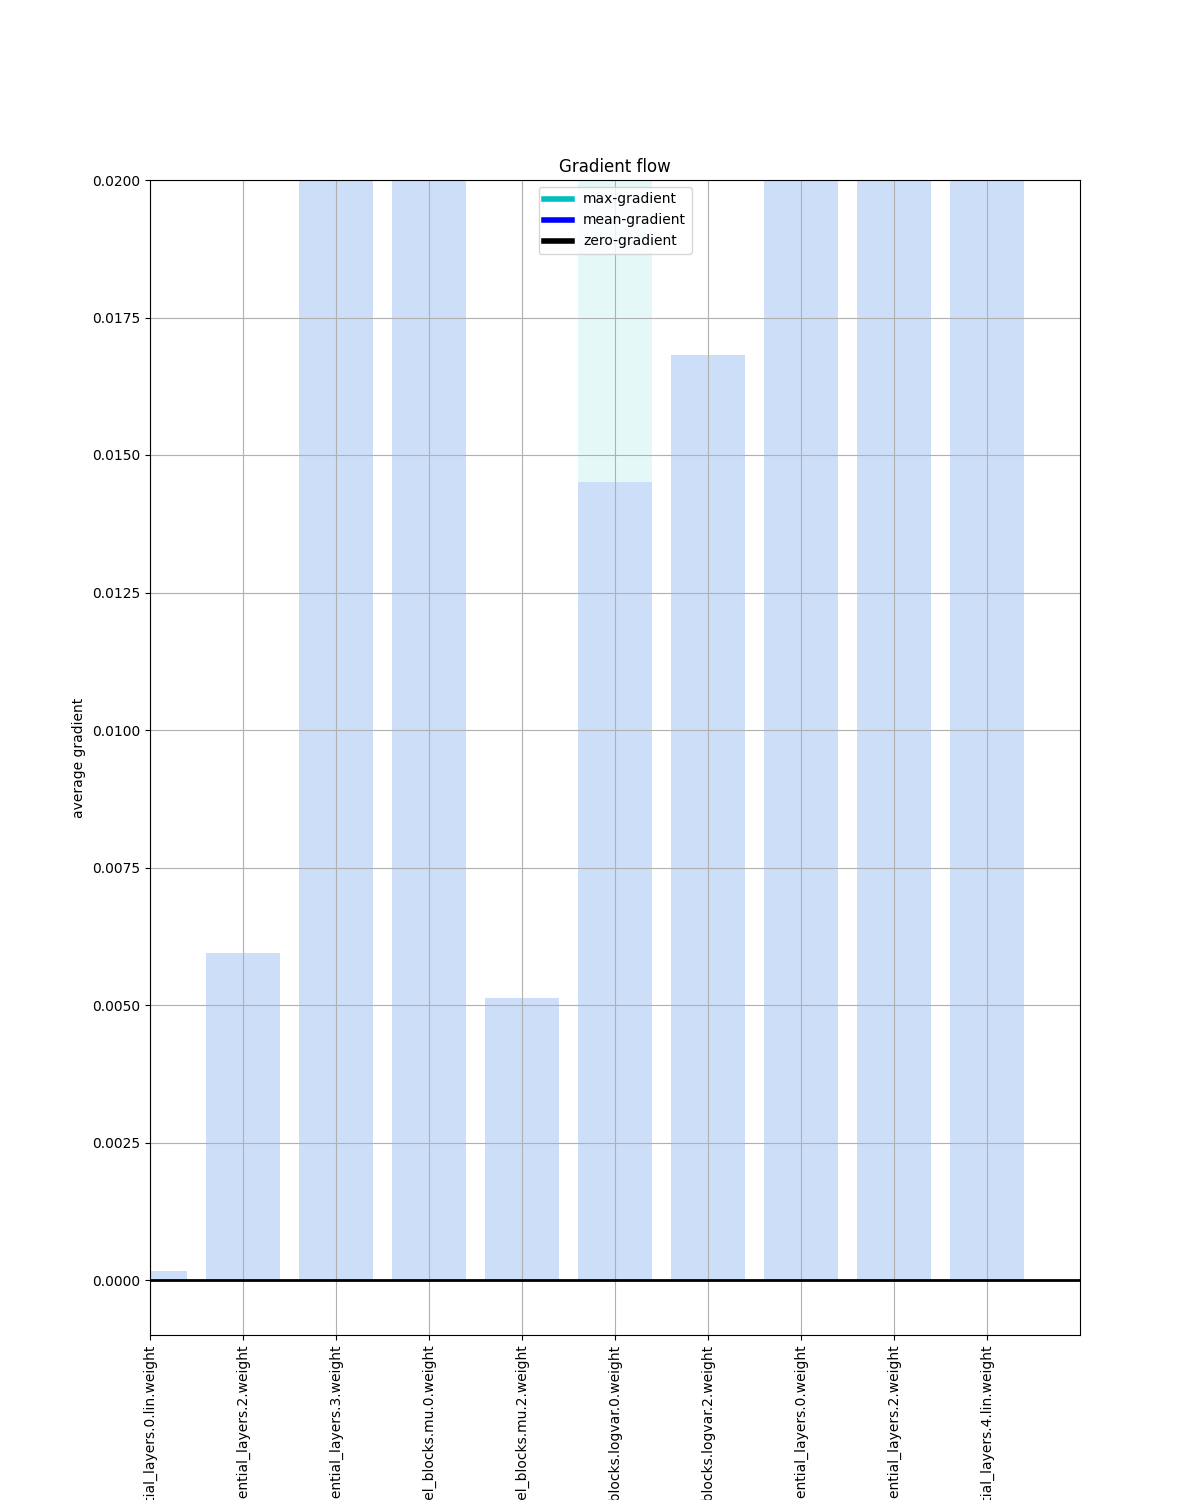 Gradient flow
max-gradient
mean-gradient
zero-gradient
0.0200
0.0175
0.0150
0.0125
0.0100
0.0075
0.0050
0.0025
0.0000
average gradient
tial_layers.0.lin.weight
ential_layers.2.weight
ential_layers.3.weight
el_blocks.mu.0.weight
el_blocks.mu.2.weight
blocks.logvar.0.weight
blocks.logvar.2.weight
ential_layers.0.weight
ential_layers.2.weight
tial_layers.4.lin.weight